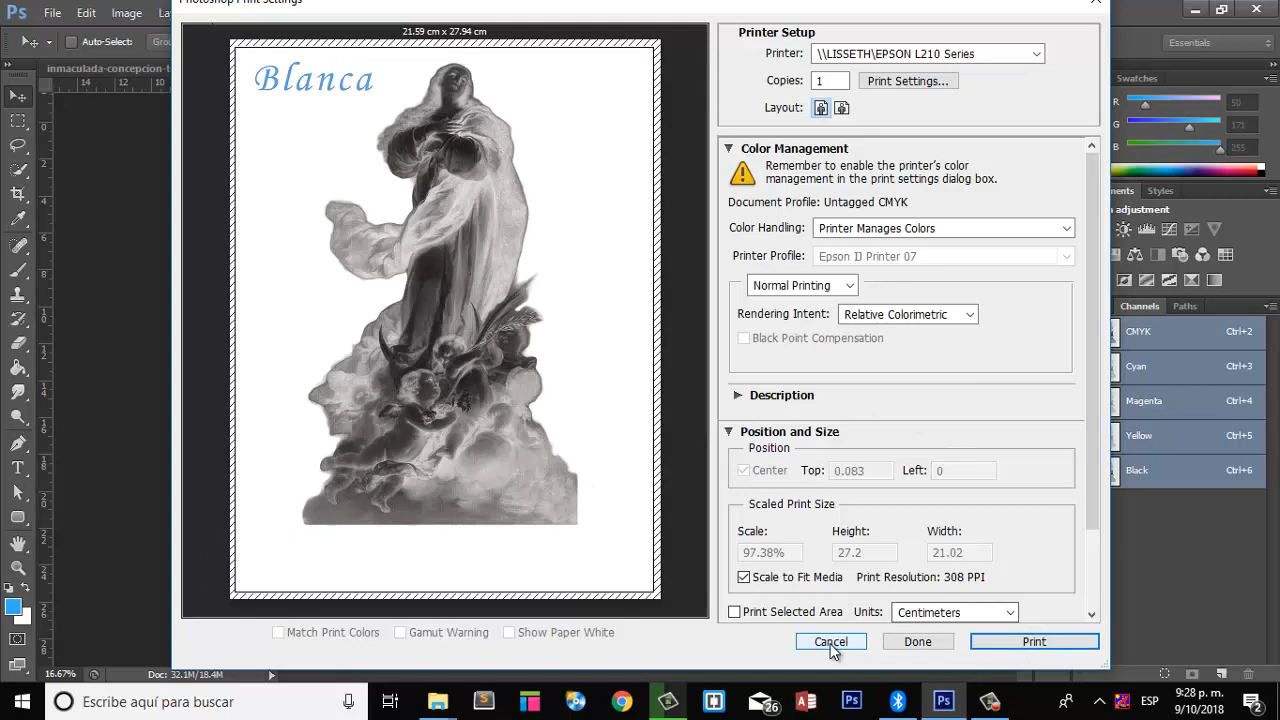 Photoshop Print Settings
Ps File Edit Image
Auto-Select:
inmaculada-concepcion-t
14 12 10
21.59 cm x 27.94 cm
Blanca
Match Print Colors
Gamut Warning
Show Paper White
Printer Setup
Printer: \\LISSETH\EPSON L210 Series
Copies: 1 Print Settings...
Layout:
Color Management
Remember to enable the printer's color
management in the print settings dialog box.
Document Profile: Untagged CMYK
Color Handling: Printer Manages Colors
Printer Profile: Epson IJ Printer 07
Normal Printing
Rendering Intent: Relative Colorimetric
Black Point Compensation
Description
Position and Size
Position
Center Top: 0.083 Left: 0
Scaled Print Size
Scale: Height: Width:
97.38% 27.2 21.02
Scale to Fit Media Print Resolution: 308 PPI
Print Selected Area Units: Centimeters
Cancel Done Print
Essentials
Swatches
R 50
G 171
B 255
Styles
adjustment
Channels Paths
CMYK Ctrl+2
Cyan Ctrl+3
Magenta Ctrl+4
Yellow Ctrl+5
Black Ctrl+6
16.67% Doc: 32.1M/18.4M
Escribe aquí para buscar
26
ESP
9:28 p. m.
9/10/2018
2